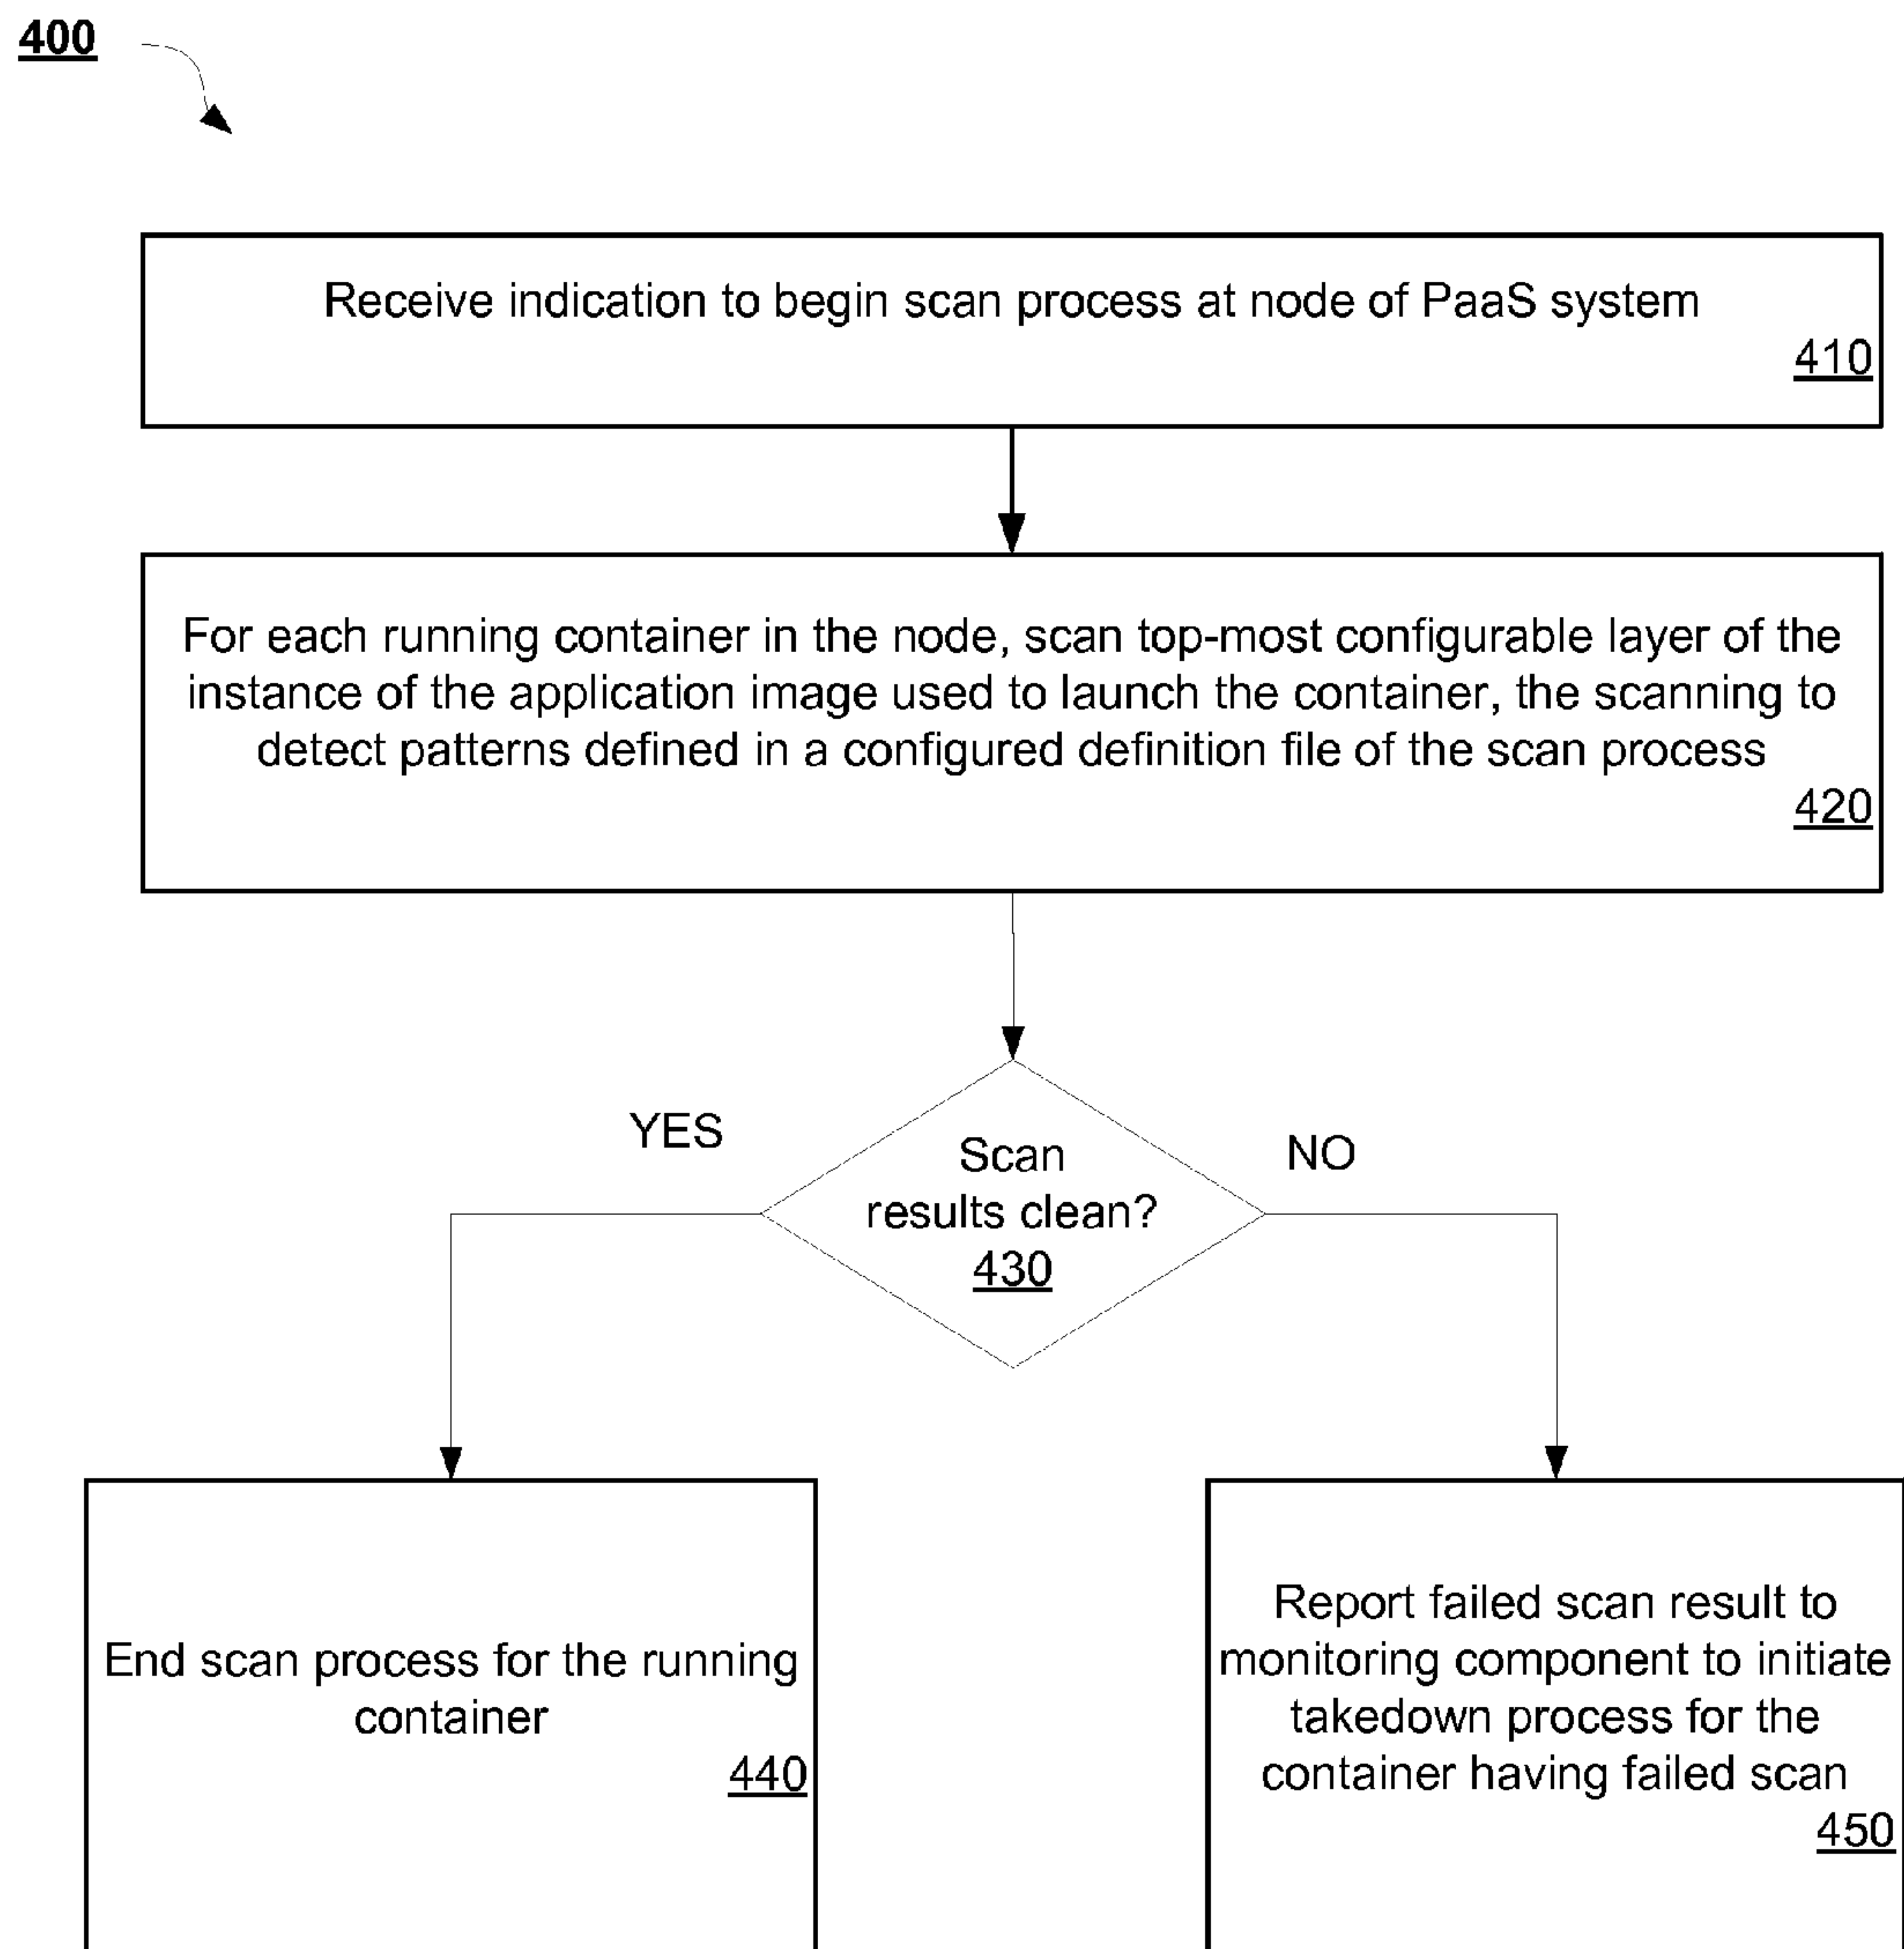 400
Receive indication to begin scan process at node of PaaS system
410
For each running container in the node, scan top-most configurable layer of the
instance of the application image used to launch the container, the scanning to
detect patterns defined in a configured definition file of the scan process
420
YES
NO
Scan
results clean?
430
End scan process for the running
container
440
Report failed scan result to
monitoring component to initiate
takedown process for the
container having failed scan
450